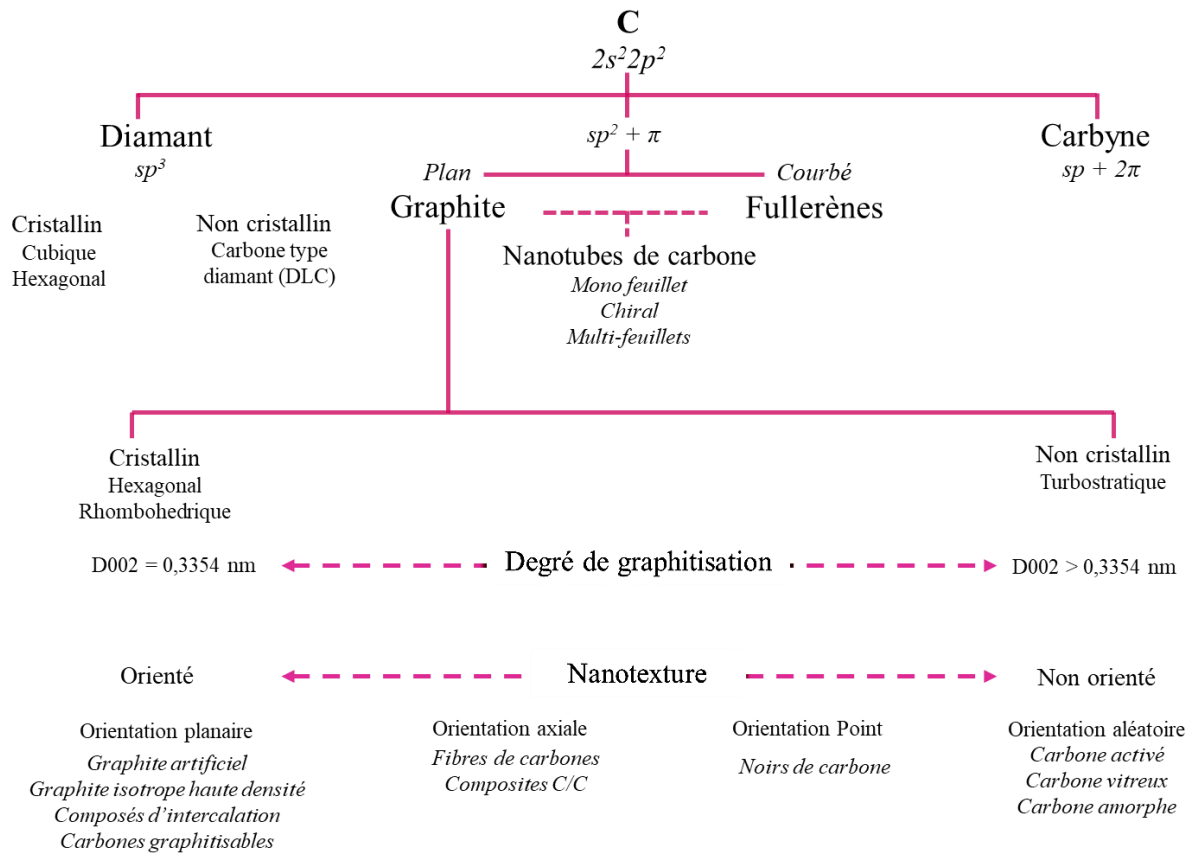 C
2s²2p²
Diamant
sp³
sp² + π
Carbyne
sp + 2π
Plan
Courbé
Graphite
Fullerènes
Cristallin
Cubique
Hexagonal
Non cristallin
Carbone type
diamant (DLC)
Nanotubes de carbone
Mono feuillet
Chiral
Multi-feuillets
Cristallin
Hexagonal
Rhombohedrique
Non cristallin
Turbostratique
D002 = 0,3354 nm
Degré de graphitisation
D002 > 0,3354 nm
Orienté
Nanotexture
Non orienté
Orientation planaire
Graphite artificiel
Graphite isotrope haute densité
Composés d'intercalation
Carbones graphitisables
Orientation axiale
Fibres de carbones
Composites C/C
Orientation Point
Noirs de carbone
Orientation aléatoire
Carbone activé
Carbone vitreux
Carbone amorphe